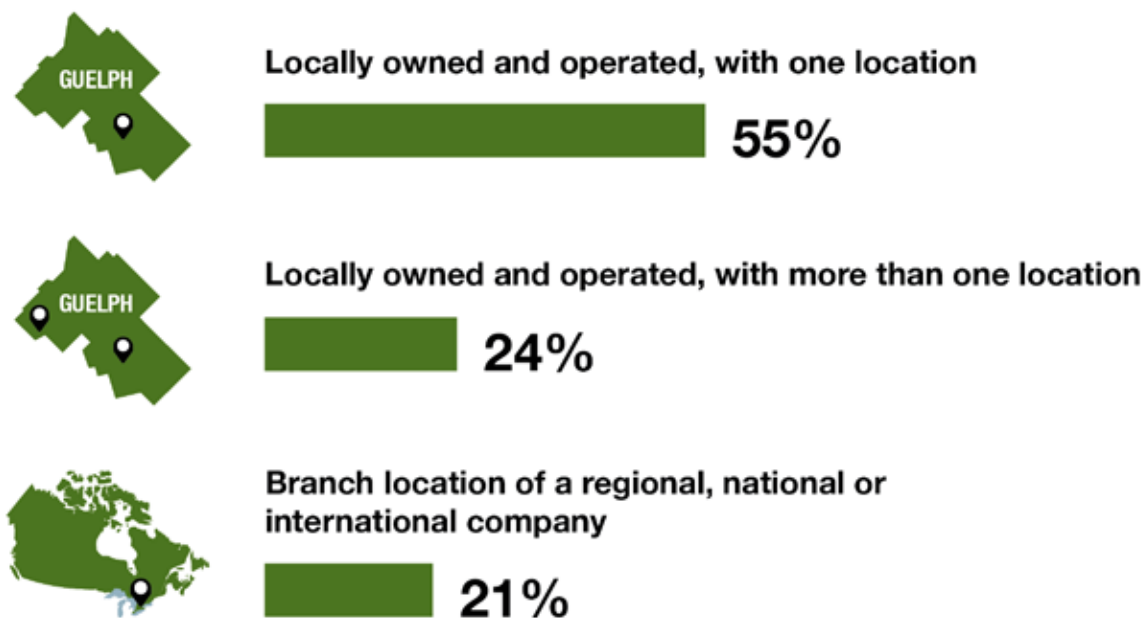 GUELPH
Locally owned and operated, with one location
55%
GUELPH
Locally owned and operated, with more than one location
24%
Branch location of a regional, national or
international company
21%